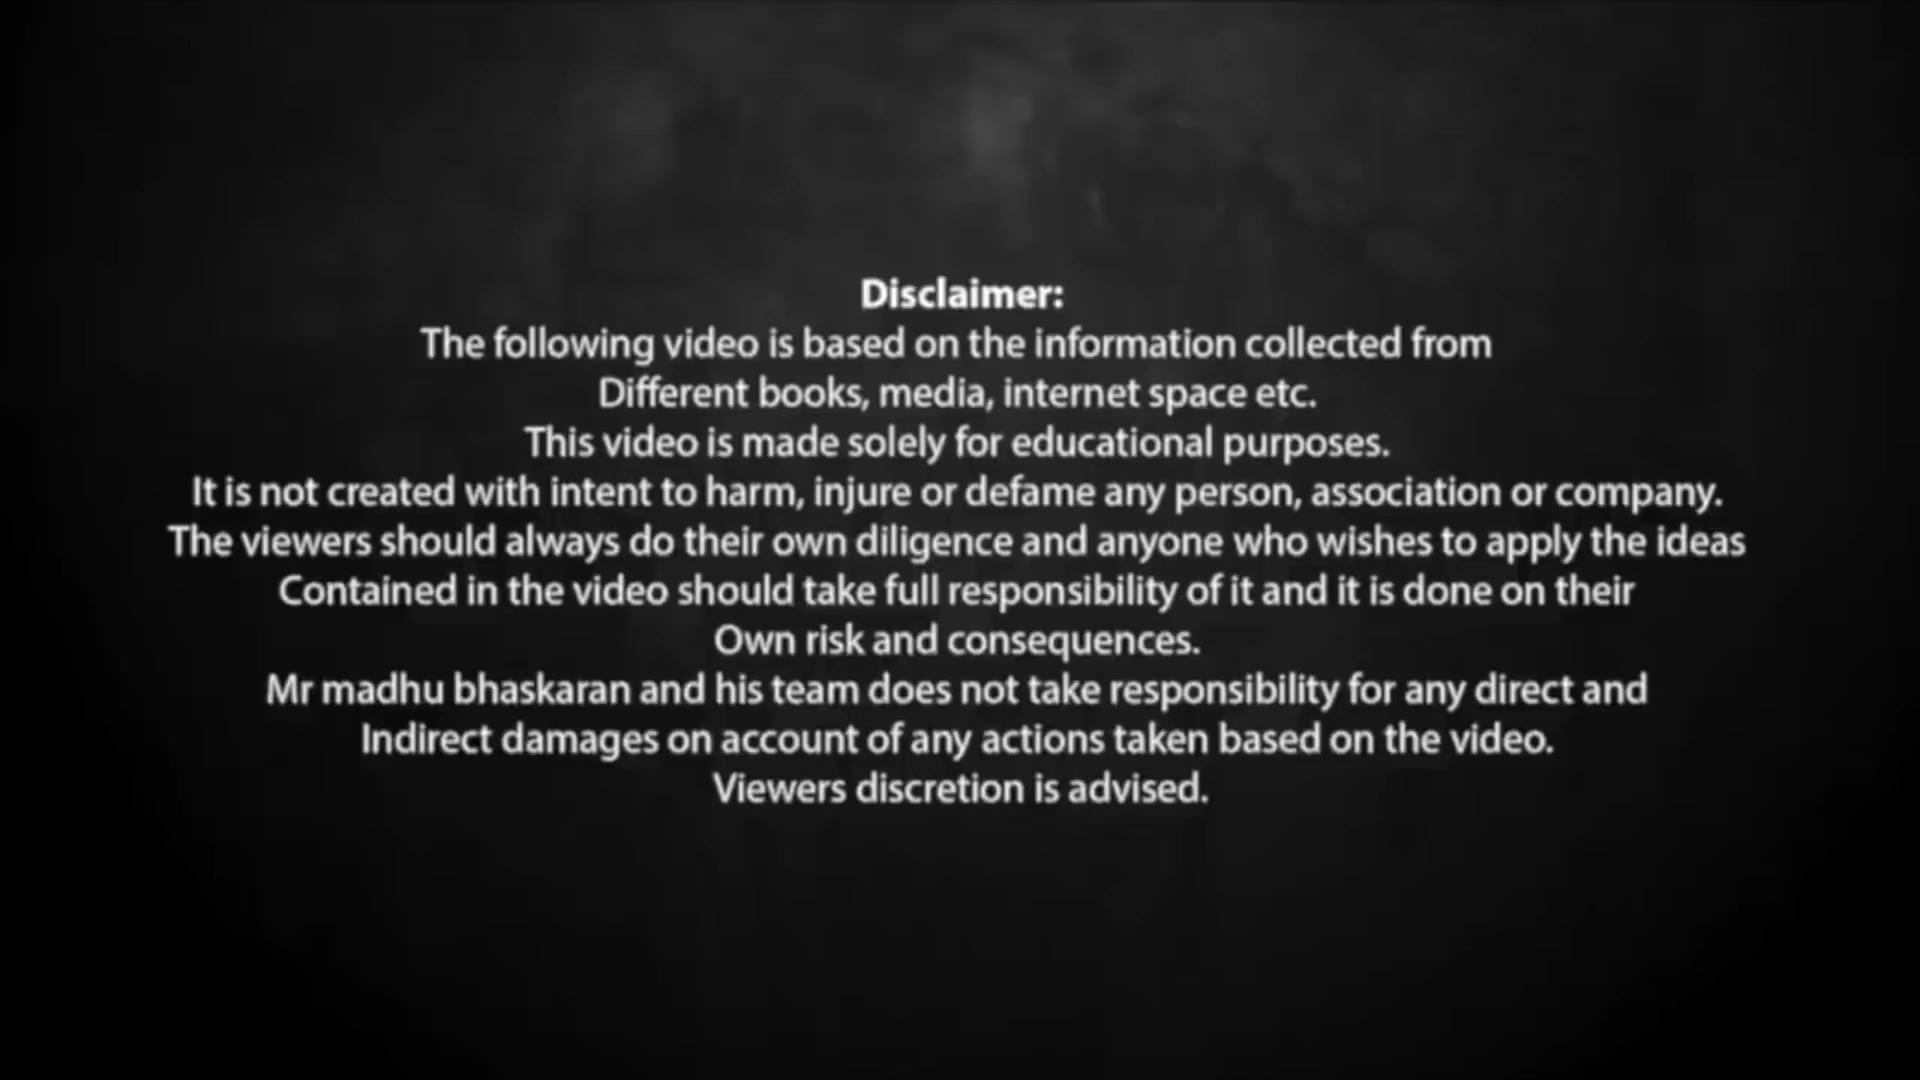 Disclaimer:
The following video is based on the information collected from
Different books, media, internet space etc.
This video is made solely for educational purposes.
It is not created with intent to harm, injure or defame any person, association or company.
The viewers should always do their own diligence and anyone who wishes to apply the ideas
Contained in the video should take full responsibility of it and it is done on their
Own risk and consequences.
Mr madhu bhaskaran and his team does not take responsibility for any direct and
Indirect damages on account of any actions taken based on the video.
Viewers discretion is advised.